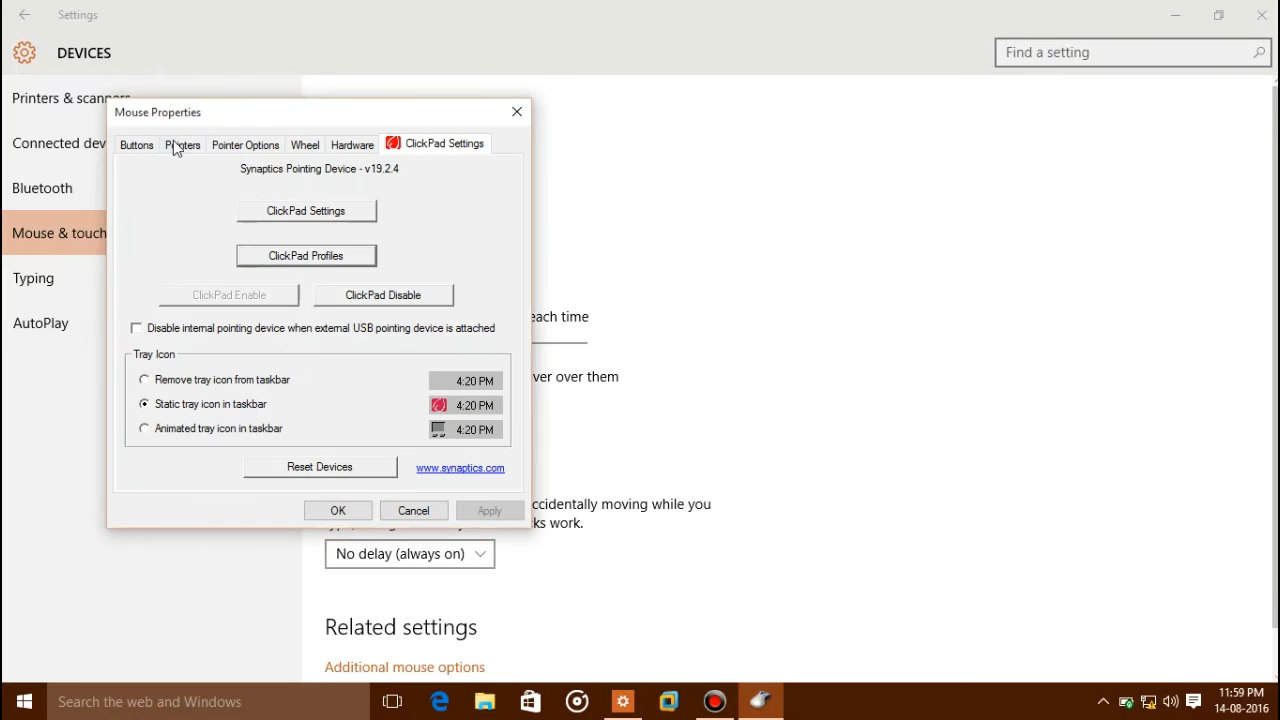 Settings
DEVICES
Find a setting
Printers & scanners
Connected dev
Bluetooth
Mouse & touch
Typing
AutoPlay
Mouse Properties
Buttons Pointers Pointer Options Wheel Hardware ClickPad Settings
Synaptics Pointing Device - v19.2.4
ClickPad Settings
ClickPad Profiles
ClickPad Enable ClickPad Disable
Disable internal pointing device when external USB pointing device is attached
Tray Icon
Remove tray icon from taskbar 4:20 PM
Static tray icon in taskbar 4:20 PM
Animated tray icon in taskbar 4:20 PM
Reset Devices www.synaptics.com
OK Cancel Apply
each time
ver over them
ccidentally moving while you
ks work.
No delay (always on)
Related settings
Additional mouse options
Search the web and Windows
11:59 PM
14-08-2016